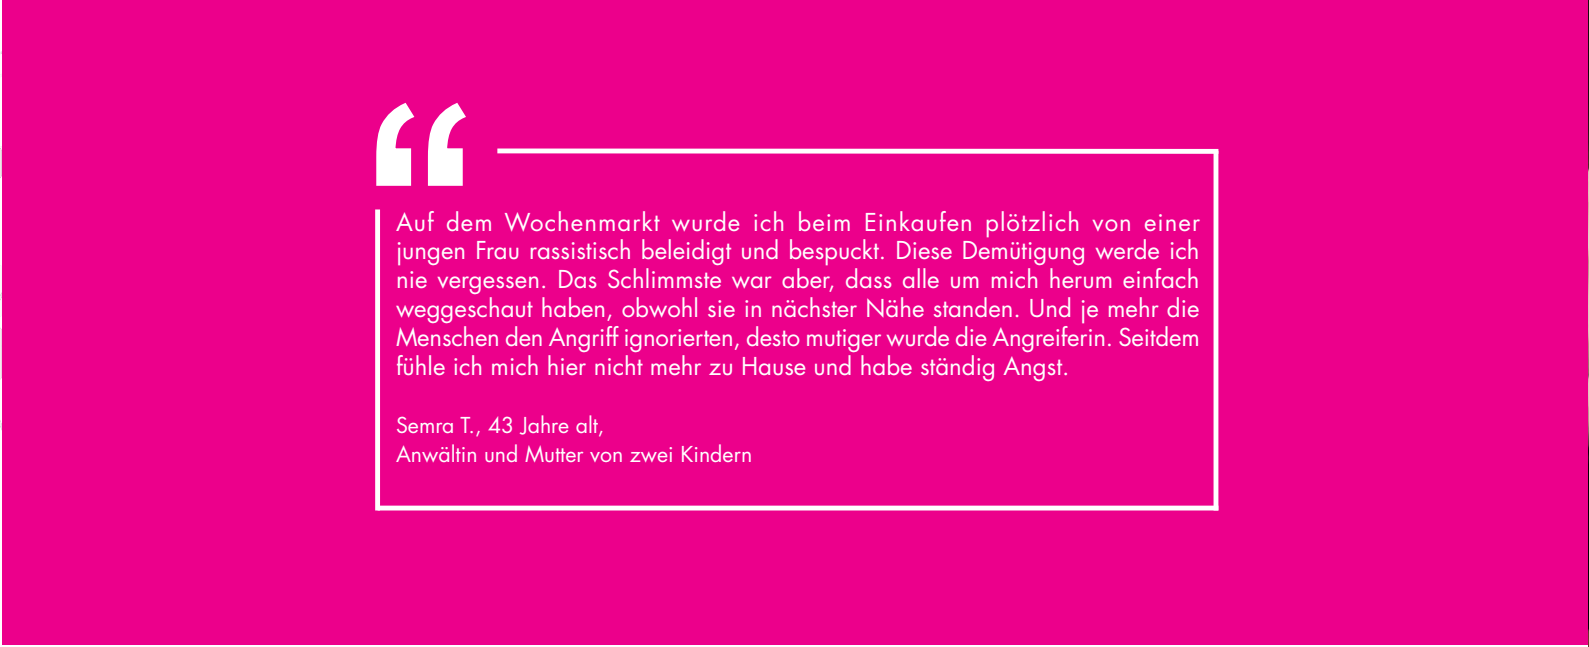 “
Auf dem Wochenmarkt wurde ich beim Einkaufen plötzlich von einer
jungen Frau rassistisch beleidigt und bespuckt. Diese Demütigung werde ich
nie vergessen. Das Schlimmste war aber, dass alle um mich herum einfach
weggeschaut haben, obwohl sie in nächster Nähe standen. Und je mehr die
Menschen den Angriff ignorierten, desto mutiger wurde die Angreiferin. Seitdem
fühle ich mich hier nicht mehr zu Hause und habe ständig Angst.
Semra T., 43 Jahre alt,
Anwältin und Mutter von zwei Kindern